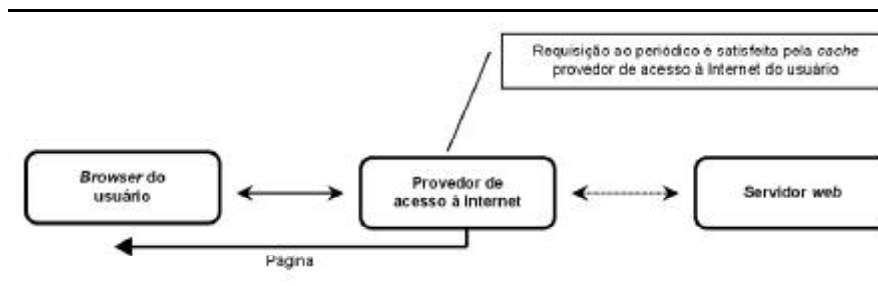 Requisição ao periódico é satisfeita pela cache
provedor de acesso à Internet do usuário
Browser do
usuário
Provedor de
acesso à Internet
Servidor web
Página